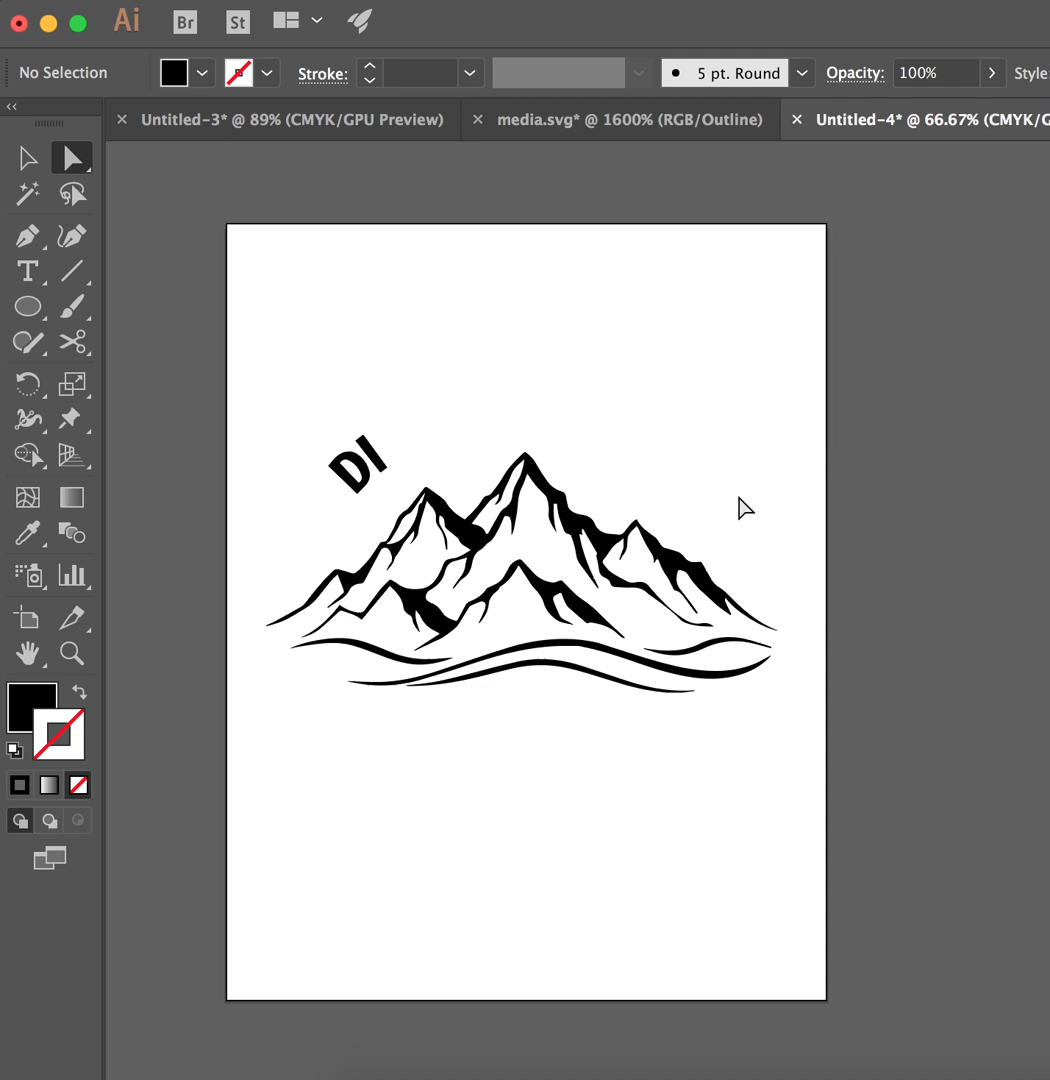 Ai Br St
No Selection Stroke: 5 pt. Round Opacity: 100% Style:
Untitled-3* @ 89% (CMYK/GPU Preview) media.svg* @ 1600% (RGB/Outline) Untitled-4* @ 66.67% (CMYK/G
T
DI